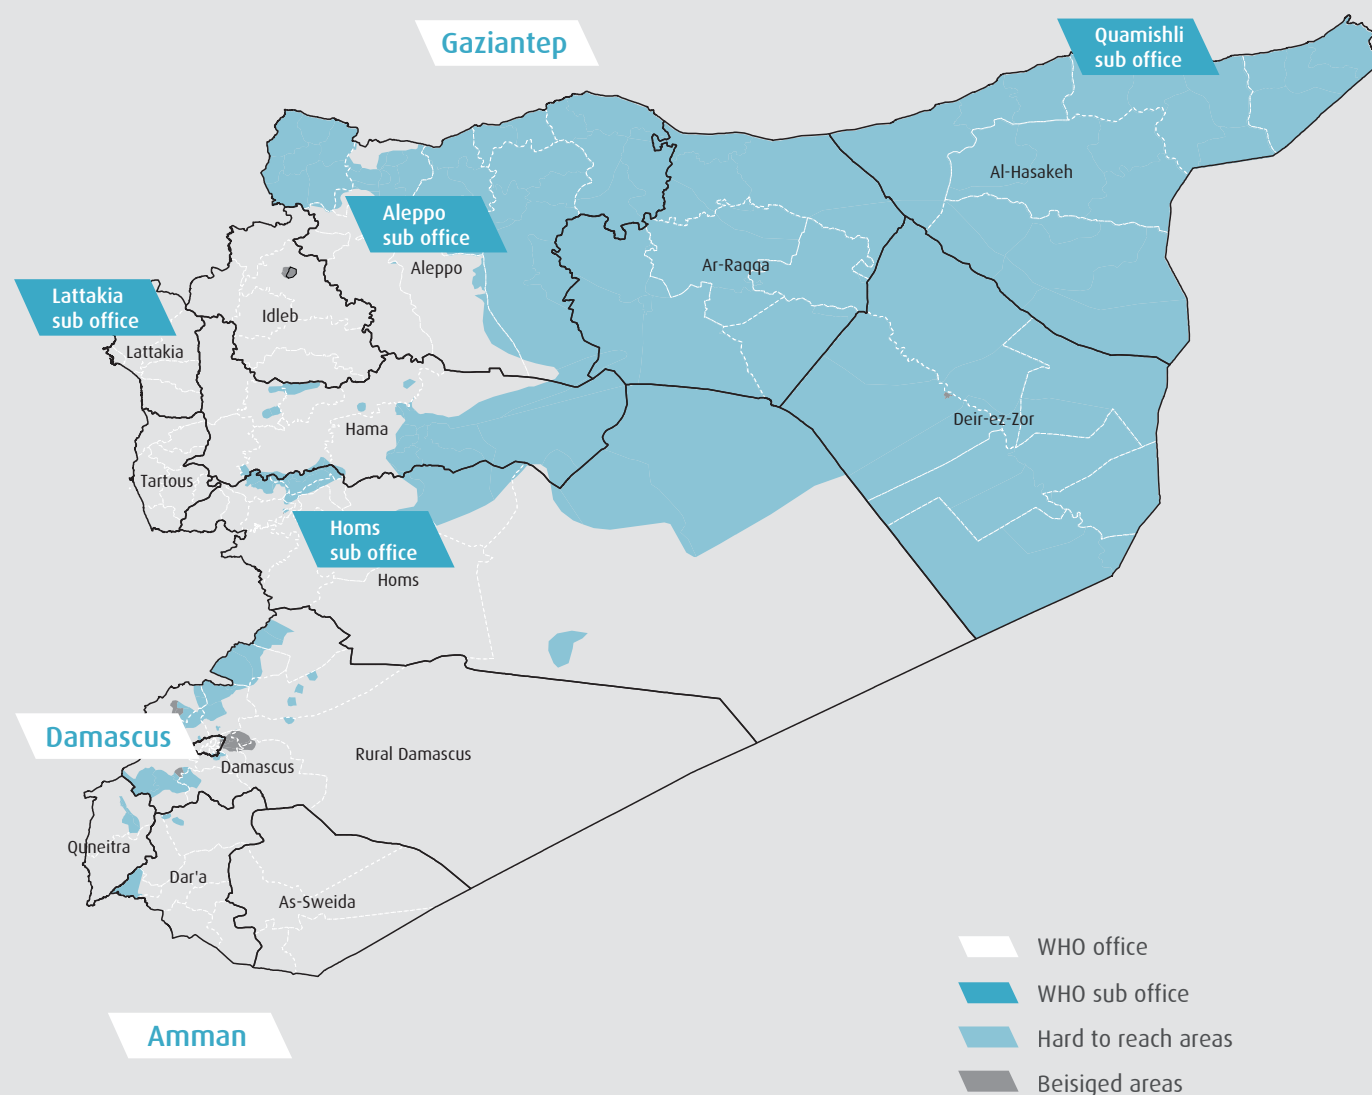 Gaziantep
Quamishli
sub office
Al-Hasakeh
Aleppo
sub office
Aleppo
Ar-Raqqa
Lattakia
sub office
Idleb
Lattakia
Deir-ez-Zor
Hama
Tartous
Homs
sub office
Homs
Damascus
Rural Damascus
Damascus
Quneitra
Dar'a
As-Sweida
WHO office
WHO sub office
Amman
Hard to reach areas
Beisiged areas